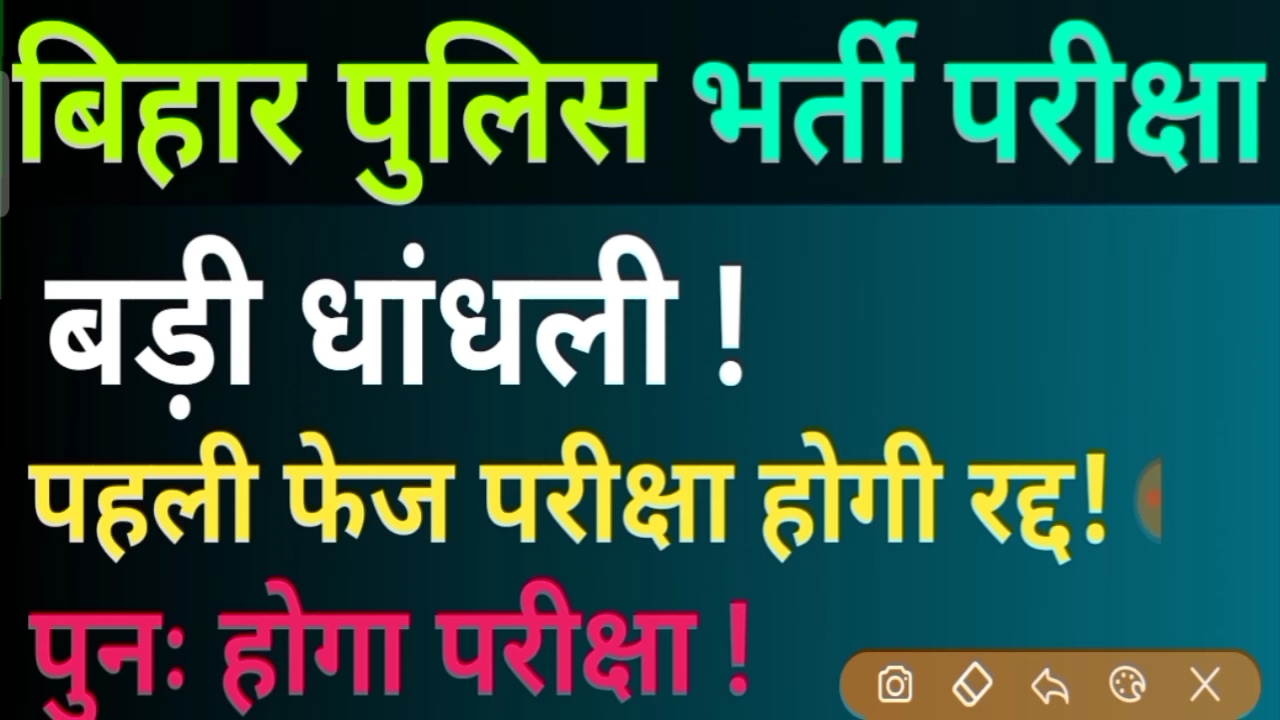 बिहार पुलिस भर्ती परीक्षा
बड़ी धांधली !
पहली फेज परीक्षा होगी रद्द!
पुनः होगा परीक्षा !